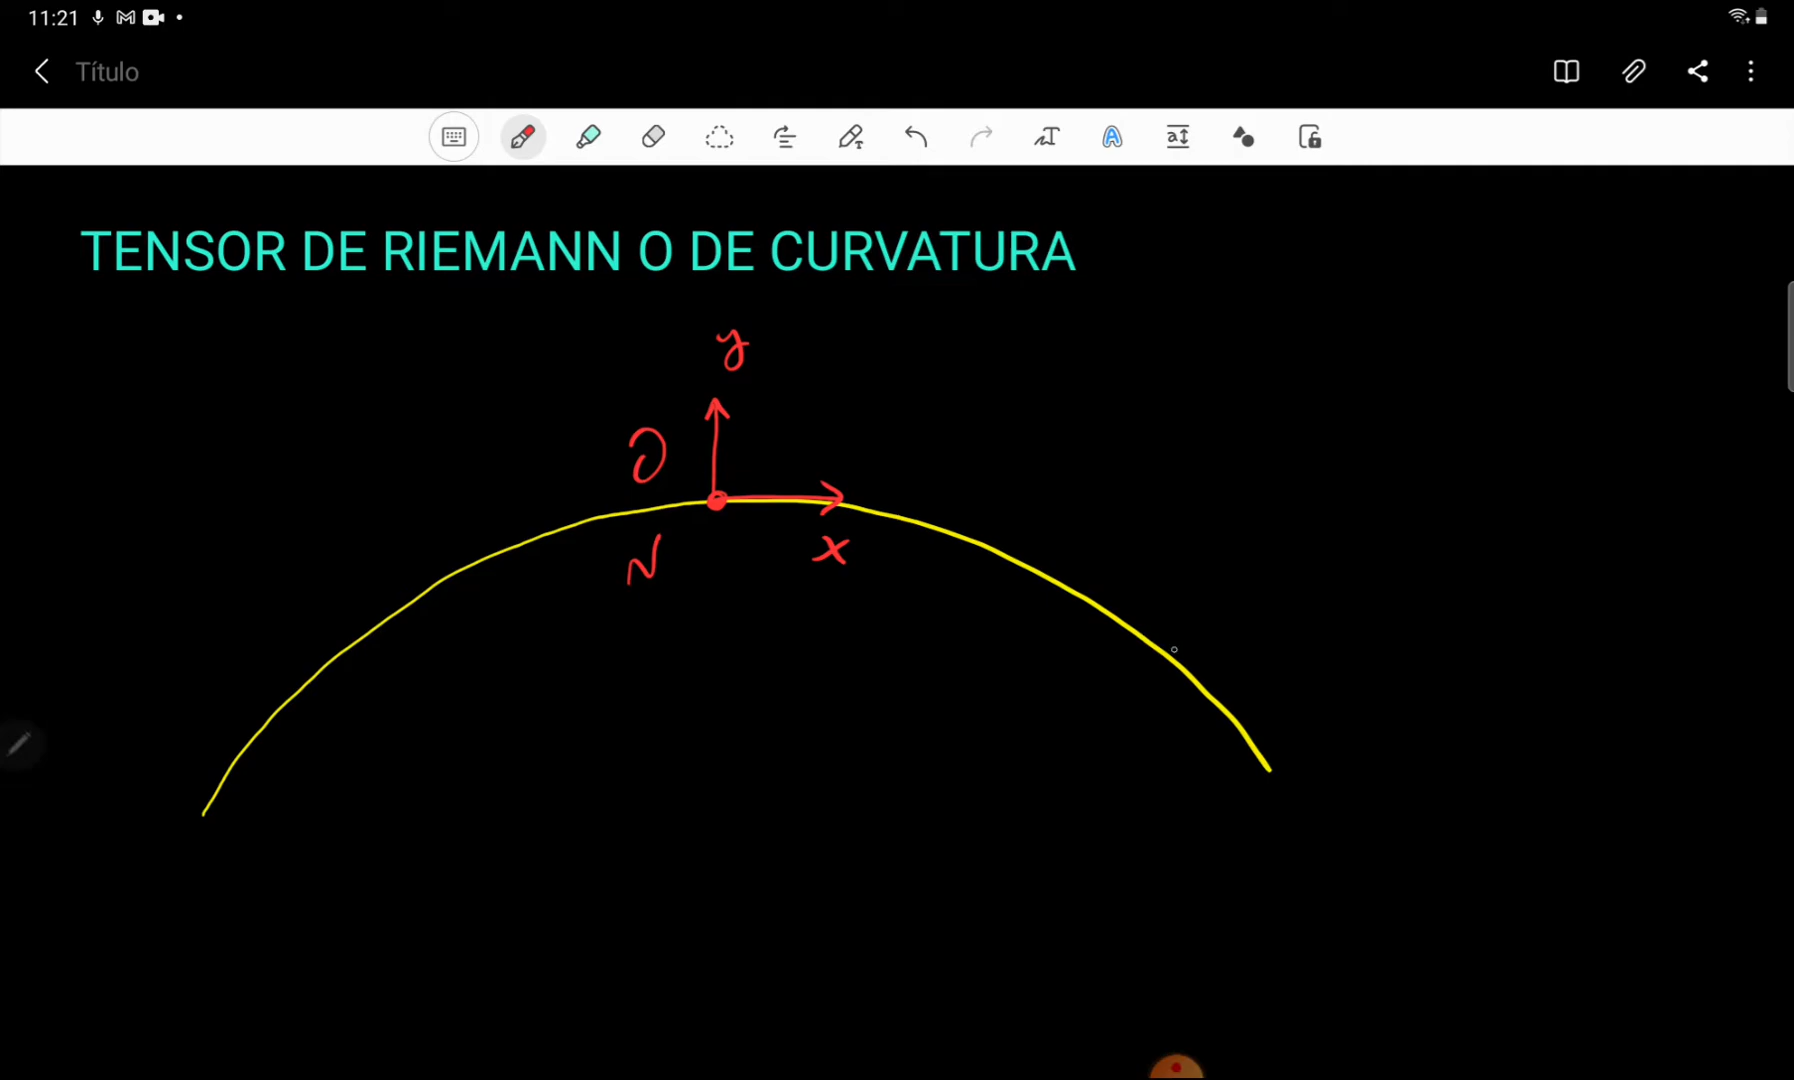 11:21
Título
TENSOR DE RIEMANN O DE CURVATURA
y
O
x
N